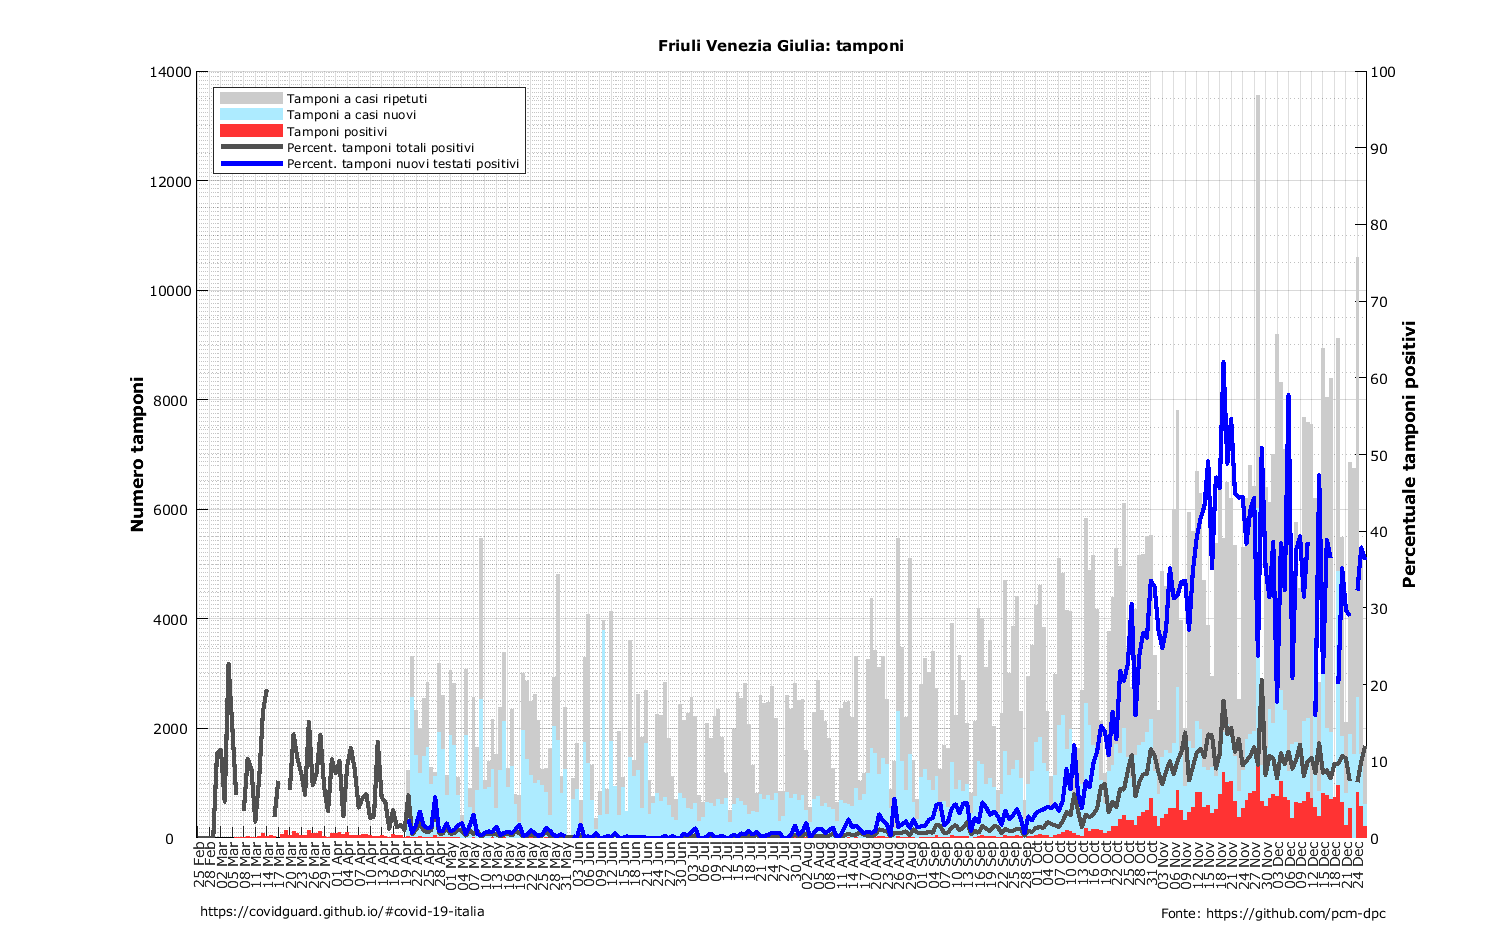 Friuli Venezia Giulia: tamponi
Tamponi a casi ripetuti
Tamponi a casi nuovi
Tamponi positivi
Percent. tamponi totali positivi
Percent. tamponi nuovi testati positivi
Numero tamponi
14000
12000
10000
8000
6000
4000
2000
0
100
90
80
70
60
50
40
30
20
10
0
Percentuale tamponi positivi
25 Feb
28 Feb
02 Mar
05 Mar
08 Mar
11 Mar
14 Mar
17 Mar
20 Mar
23 Mar
26 Mar
29 Mar
01 Apr
04 Apr
07 Apr
10 Apr
13 Apr
16 Apr
19 Apr
22 Apr
25 Apr
28 Apr
01 May
04 May
07 May
10 May
13 May
16 May
19 May
22 May
25 May
28 May
31 May
03 Jun
06 Jun
09 Jun
12 Jun
15 Jun
18 Jun
21 Jun
24 Jun
27 Jun
30 Jun
03 Jul
06 Jul
09 Jul
12 Jul
15 Jul
18 Jul
21 Jul
24 Jul
27 Jul
30 Jul
02 Aug
05 Aug
08 Aug
11 Aug
14 Aug
17 Aug
20 Aug
23 Aug
26 Aug
29 Aug
01 Sep
04 Sep
07 Sep
10 Sep
13 Sep
16 Sep
19 Sep
22 Sep
25 Sep
28 Sep
01 Oct
04 Oct
07 Oct
10 Oct
13 Oct
16 Oct
19 Oct
22 Oct
25 Oct
28 Oct
31 Oct
03 Nov
06 Nov
09 Nov
12 Nov
15 Nov
18 Nov
21 Nov
24 Nov
27 Nov
30 Nov
03 Dec
06 Dec
09 Dec
12 Dec
15 Dec
18 Dec
21 Dec
24 Dec
https://covidguard.github.io/#covid-19-italia
Fonte: https://github.com/pcm-dpc